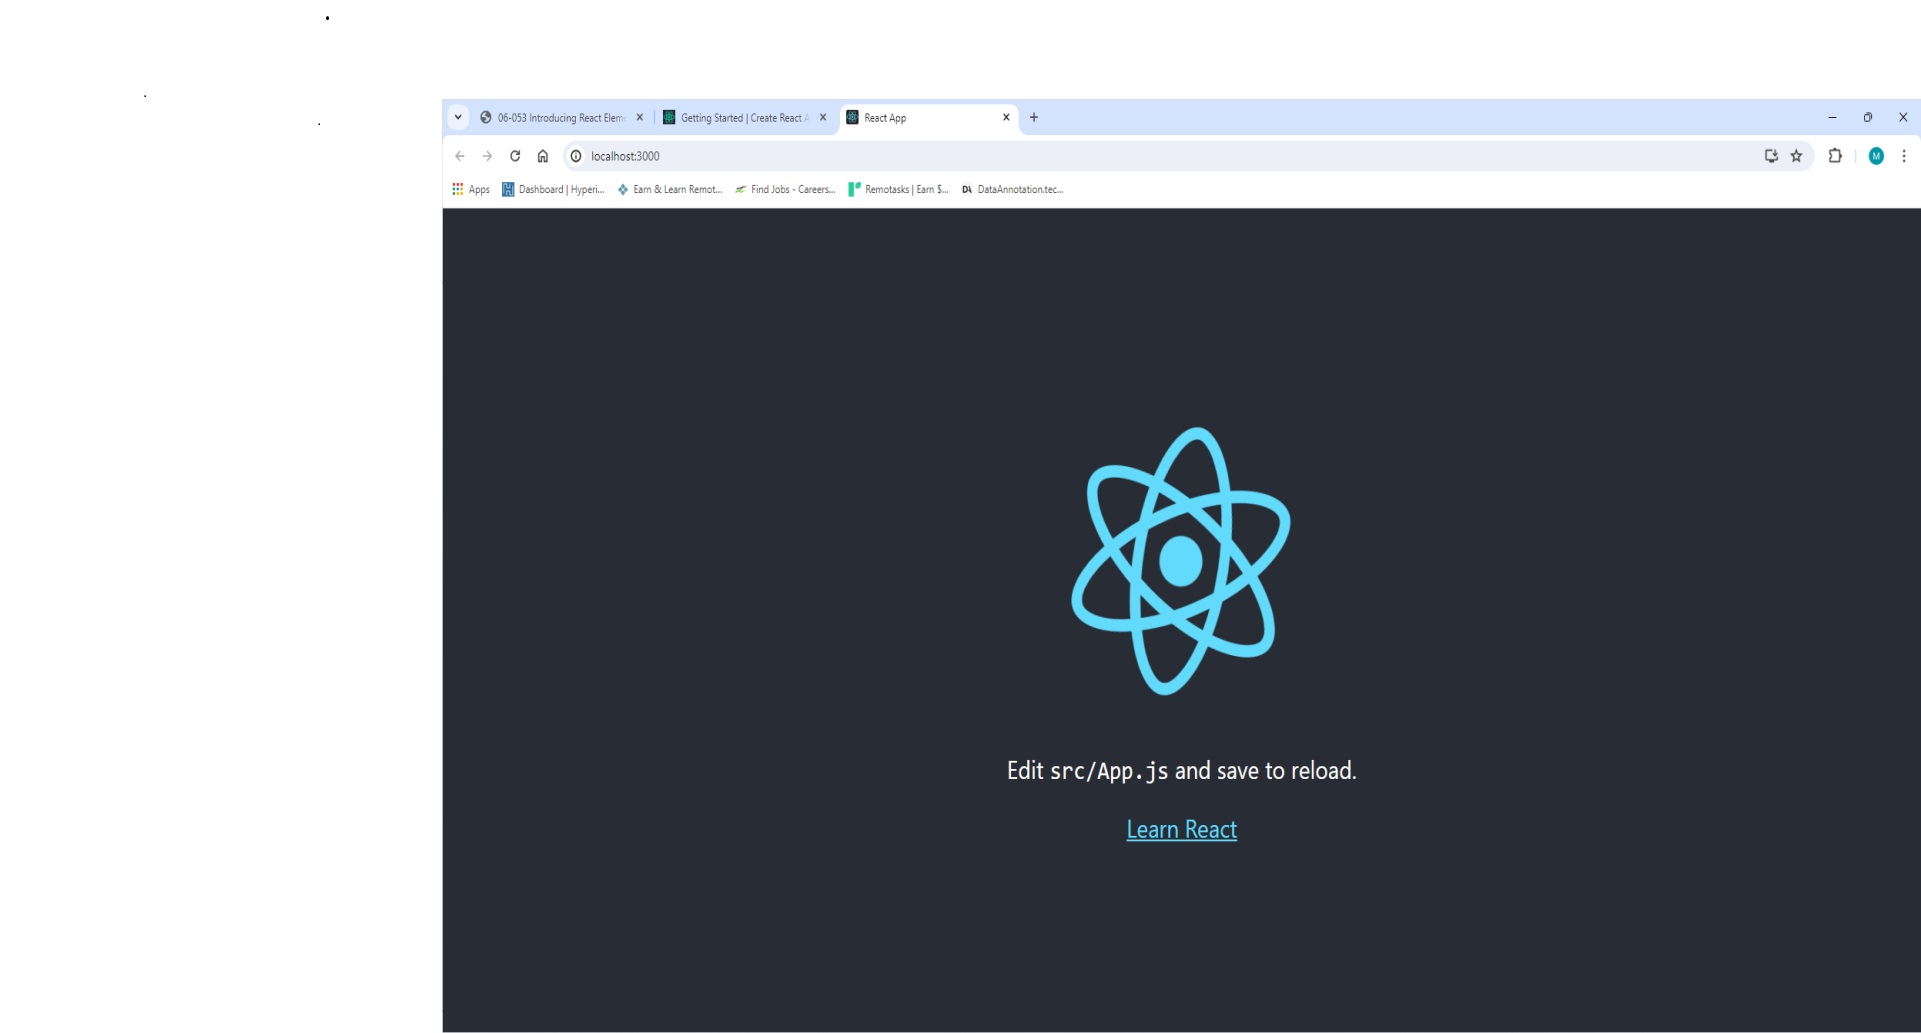 06-053 Introducing React Elem
Getting Started | Create React A
React App
localhost:3000
M
Apps
Dashboard | Hyperi...
Earn & Learn Remot...
Find Jobs - Careers...
Remotasks | Earn $...
DA
DataAnnotation.tec...
Edit src/App.js and save to reload.
Learn React